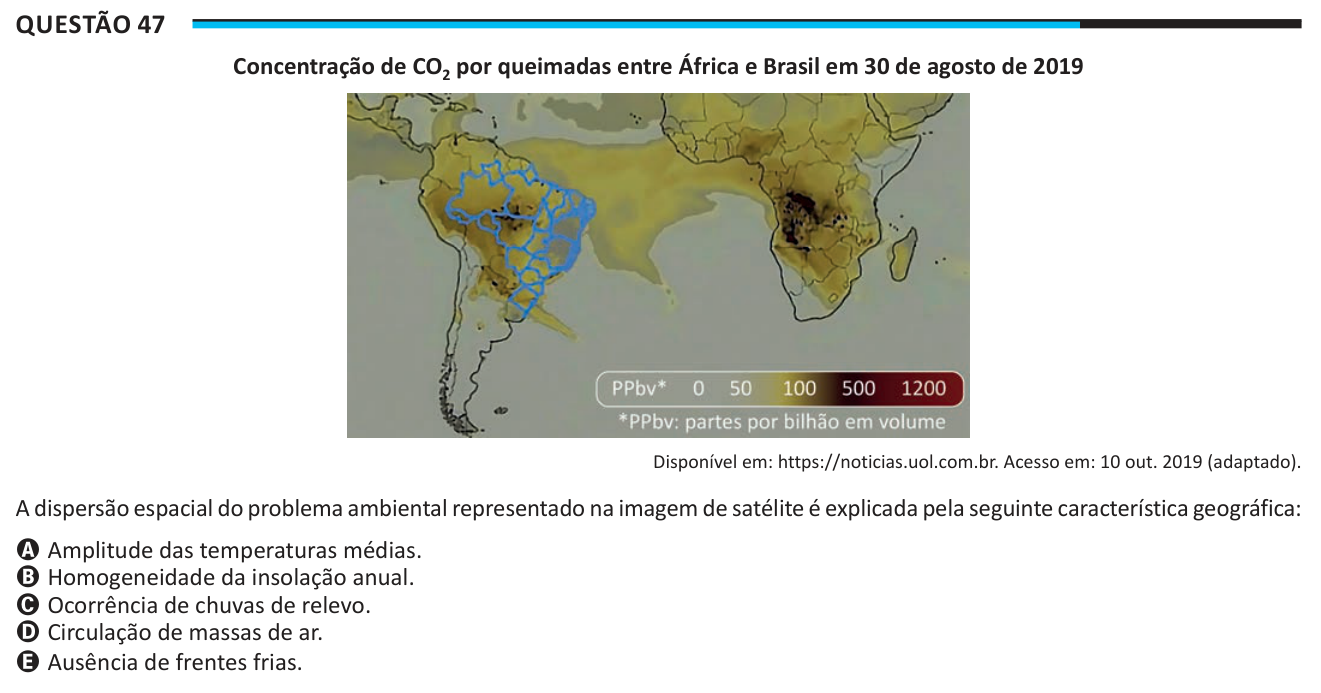 QUESTÃO 47
Concentração de CO₂ por queimadas entre África e Brasil em 30 de agosto de 2019
PPbv* 0 50 100 500 1200
*PPbv: partes por bilhão em volume
Disponível em: https://noticias.uol.com.br. Acesso em: 10 out. 2019 (adaptado).
A dispersão espacial do problema ambiental representado na imagem de satélite é explicada pela seguinte característica geográfica:
A Amplitude das temperaturas médias.
B Homogeneidade da insolação anual.
C Ocorrência de chuvas de relevo.
D Circulação de massas de ar.
E Ausência de frentes frias.